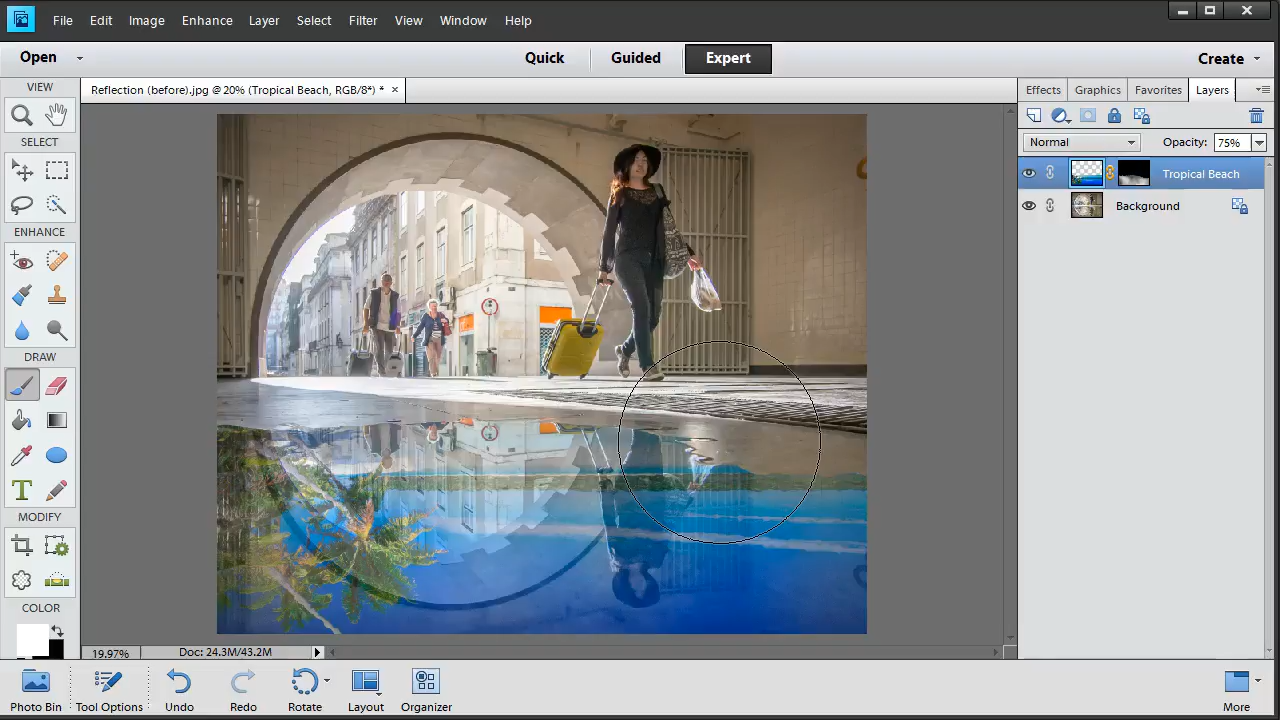 File Edit Image Enhance Layer Select Filter View Window Help
Open Quick Guided Expert Create
VIEW Reflection (before).jpg @ 20% (Tropical Beach, RGB/8*) * × Effects Graphics Favorites Layers
SELECT
Normal Opacity: 75%
Tropical Beach
Background
ENHANCE
DRAW
T
MODIFY
COLOR
19.97% Doc: 24.3M/43.2M
Photo Bin Tool Options Undo Redo Rotate Layout Organizer More